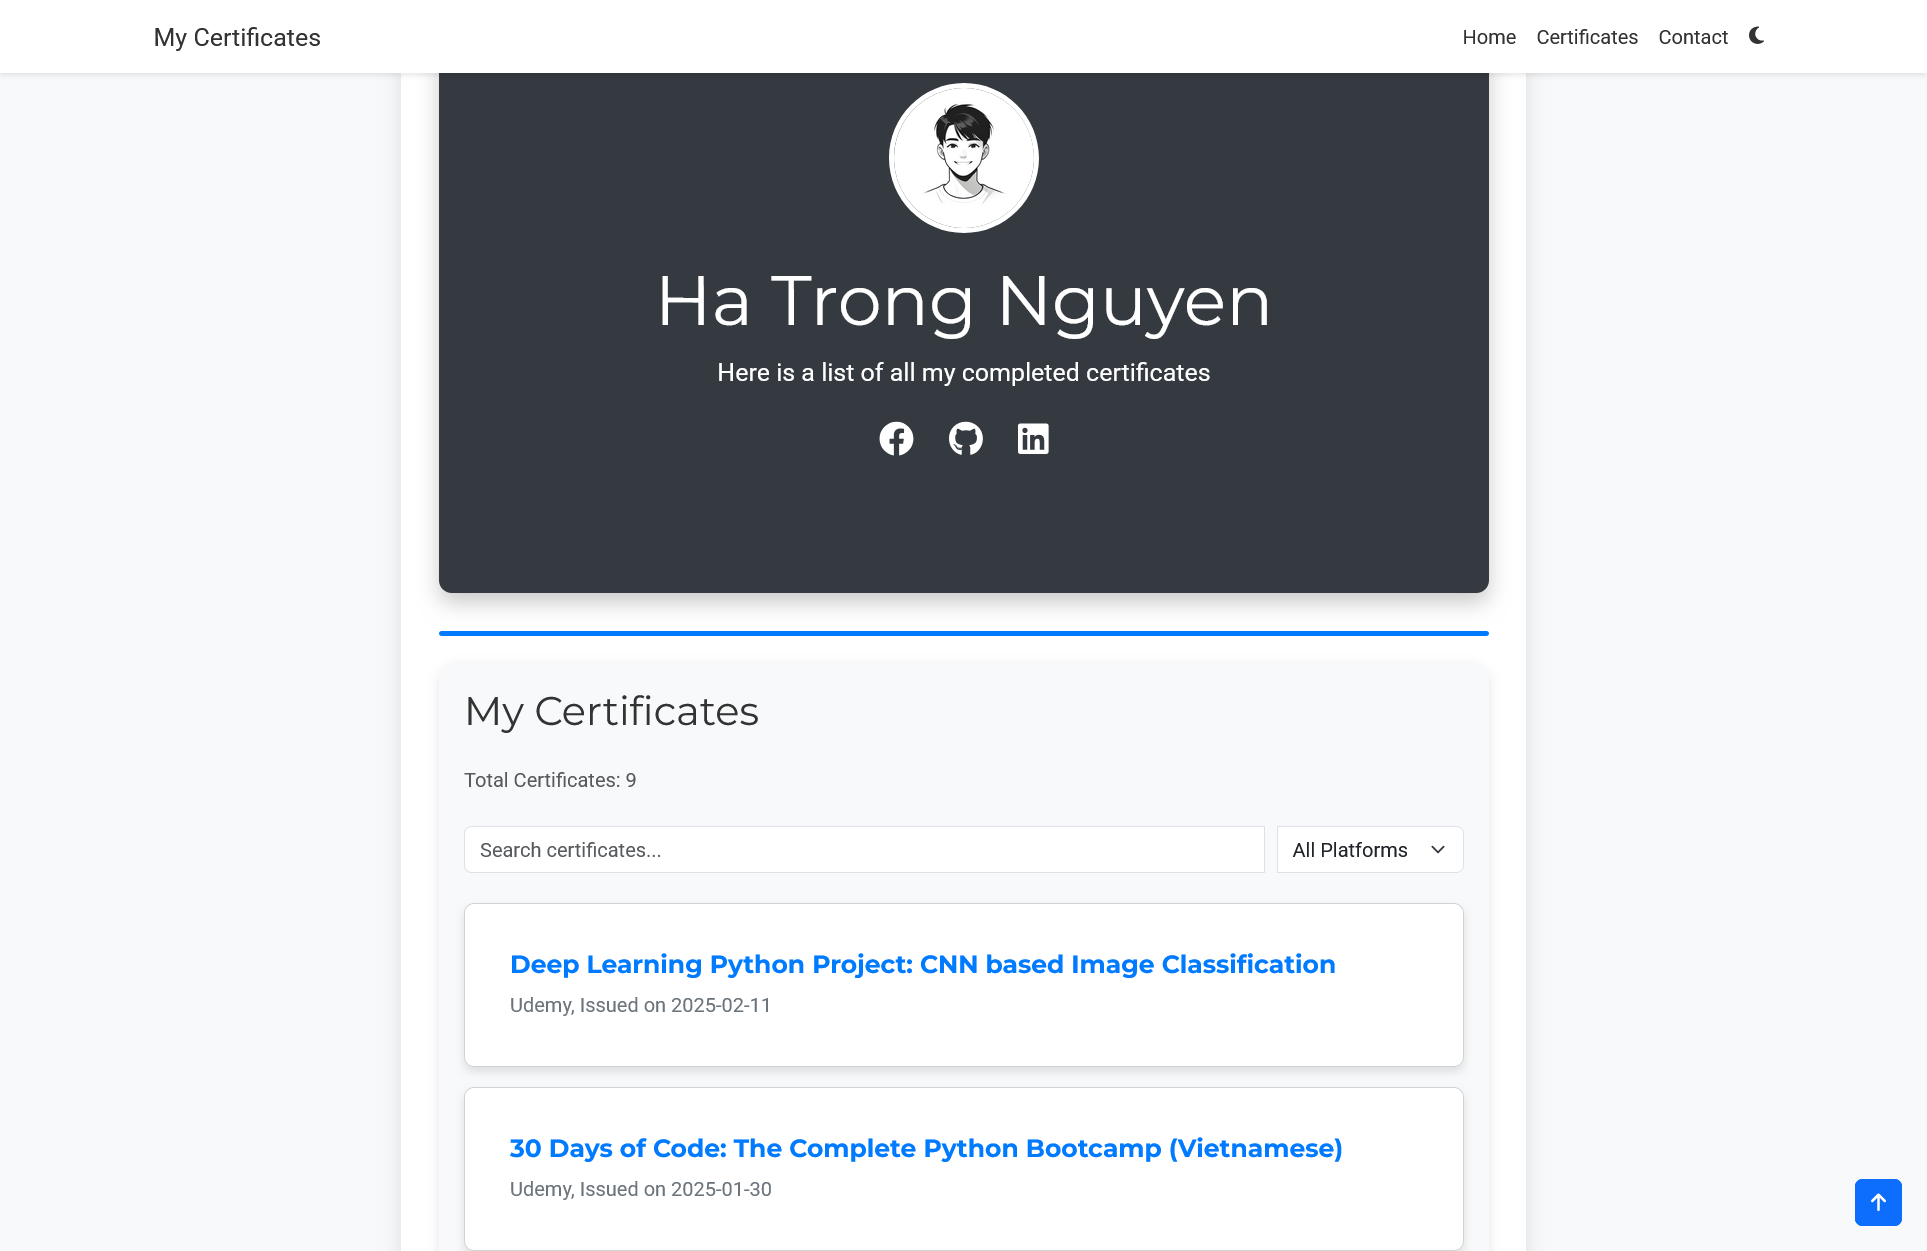 My Certificates
Home Certificates Contact
Ha Trong Nguyen
Here is a list of all my completed certificates
My Certificates
Total Certificates: 9
Search certificates...
All Platforms
Deep Learning Python Project: CNN based Image Classification
Udemy, Issued on 2025-02-11
30 Days of Code: The Complete Python Bootcamp (Vietnamese)
Udemy, Issued on 2025-01-30